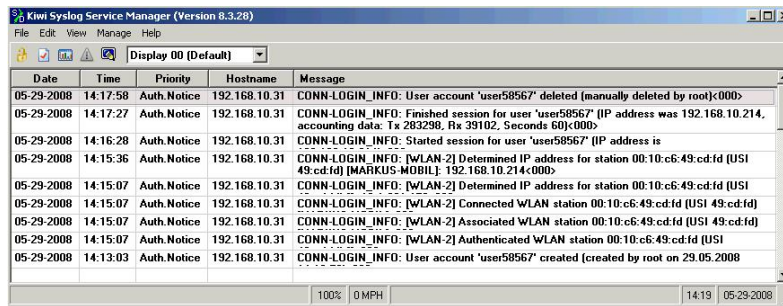 Kiwi Syslog Service Manager (Version 8.3.28)
File Edit View Manage Help
Display 00 (Default)
Date Time Priority Hostname Message
05-29-2008 14:17:58 Auth.Notice 192.168.10.31 CONN-LOGIN_INFO: User account 'user58567' deleted (manually deleted by root)<000>
05-29-2008 14:17:27 Auth.Notice 192.168.10.31 CONN-LOGIN_INFO: Finished session for user 'user58567' (IP address was 192.168.10.214,
accounting data: Tx 283298, Rx 39102, Seconds 60)<000>
05-29-2008 14:16:28 Auth.Notice 192.168.10.31 CONN-LOGIN_INFO: Started session for user 'user58567' (IP address is
05-29-2008 14:15:36 Auth.Notice 192.168.10.31 CONN-LOGIN_INFO: [WLAN-2] Determined IP address for station 00:10:c6:49:cd:fd (USI
49:cd:fd) [MARKUS-MOBIL]: 192.168.10.214<000>
05-29-2008 14:15:07 Auth.Notice 192.168.10.31 CONN-LOGIN_INFO: [WLAN-2] Determined IP address for station 00:10:c6:49:cd:fd (USI
05-29-2008 14:15:07 Auth.Notice 192.168.10.31 CONN-LOGIN_INFO: [WLAN-2] Connected WLAN station 00:10:c6:49:cd:fd (USI 49:cd:fd)
05-29-2008 14:15:07 Auth.Notice 192.168.10.31 CONN-LOGIN_INFO: [WLAN-2] Associated WLAN station 00:10:c6:49:cd:fd (USI 49:cd:fd)
05-29-2008 14:15:07 Auth.Notice 192.168.10.31 CONN-LOGIN_INFO: [WLAN-2] Authenticated WLAN station 00:10:c6:49:cd:fd (USI
05-29-2008 14:13:03 Auth.Notice 192.168.10.31 CONN-LOGIN_INFO: User account 'user58567' created (created by root on 29.05.2008
100% 0 MPH 14:19 05-29-2008